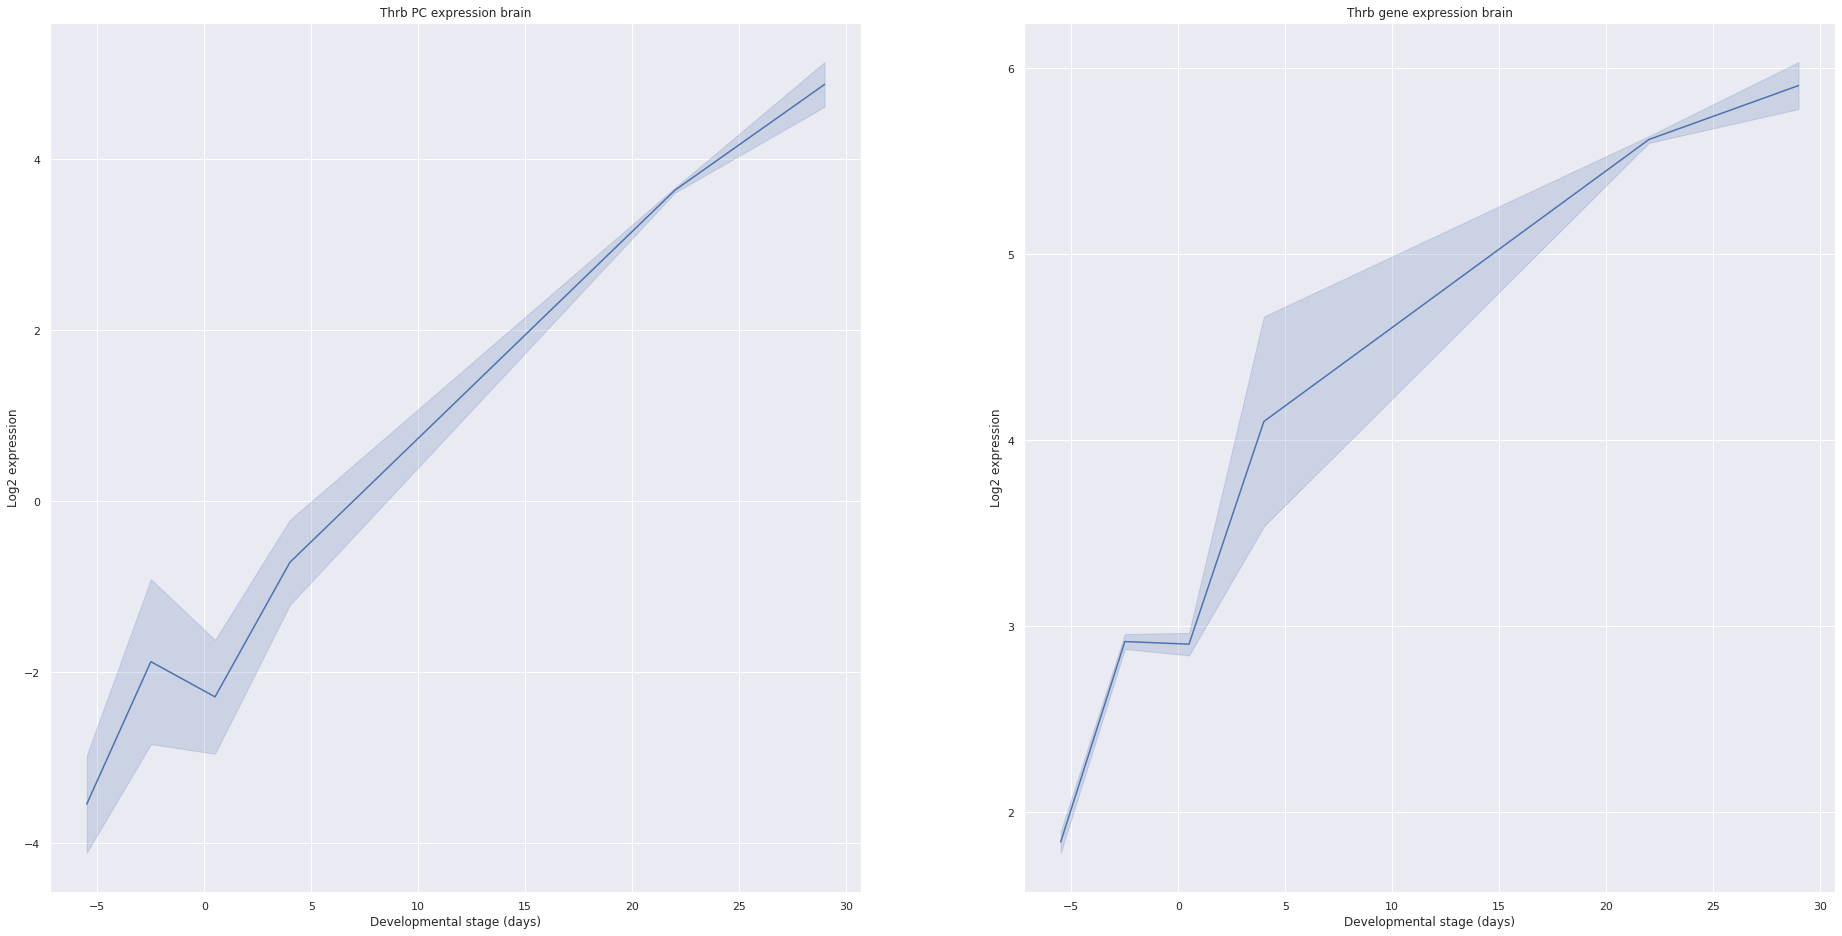 Thrb PC expression brain
Log2 expression
4
2
0
−2
−4
−5 0 5 10 15 20 25 30
Developmental stage (days)
Thrb gene expression brain
Log2 expression
6
5
4
3
2
−5 0 5 10 15 20 25 30
Developmental stage (days)